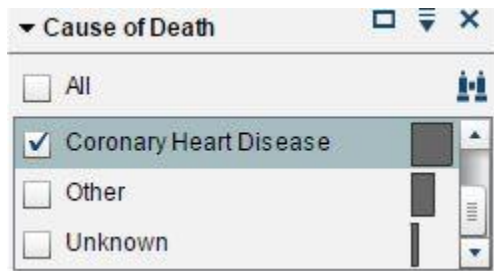 Cause of Death
All
Coronary Heart Disease
Other
Unknown